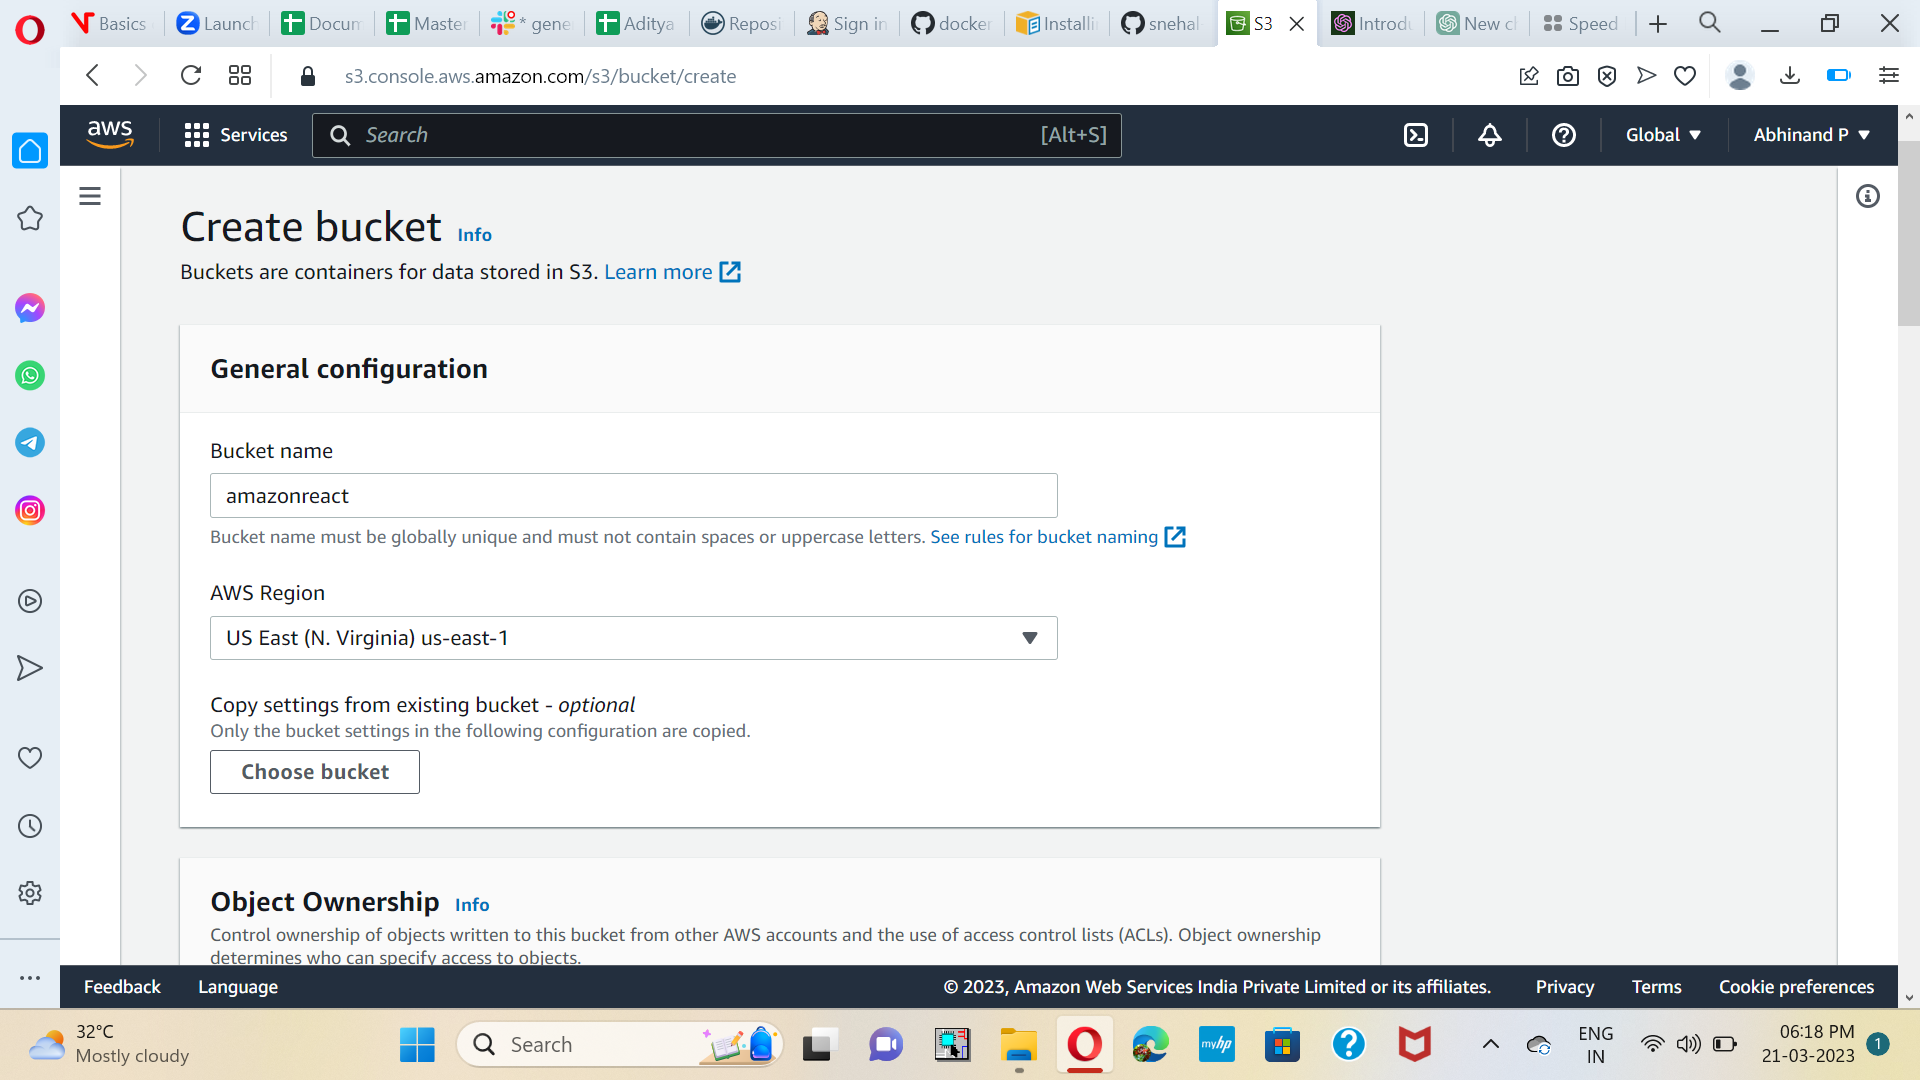 Basics
Launch
Docum
Master
* gene
Aditya
Reposi
Sign in
docker
Installi
snehal
S3
Introdu
New ch
Speed
s3.console.aws.amazon.com/s3/bucket/create
aws
Services
Search
[Alt+S]
Global
Abhinand P
Create bucket Info
Buckets are containers for data stored in S3. Learn more
General configuration
Bucket name
amazonreact
Bucket name must be globally unique and must not contain spaces or uppercase letters. See rules for bucket naming
AWS Region
US East (N. Virginia) us-east-1
Copy settings from existing bucket - optional
Only the bucket settings in the following configuration are copied.
Choose bucket
Object Ownership Info
Control ownership of objects written to this bucket from other AWS accounts and the use of access control lists (ACLs). Object ownership
determines who can specify access to objects.
Feedback
Language
© 2023, Amazon Web Services India Private Limited or its affiliates.
Privacy
Terms
Cookie preferences
32°C
Mostly cloudy
Search
myhp
ENG
IN
06:18 PM
21-03-2023
1